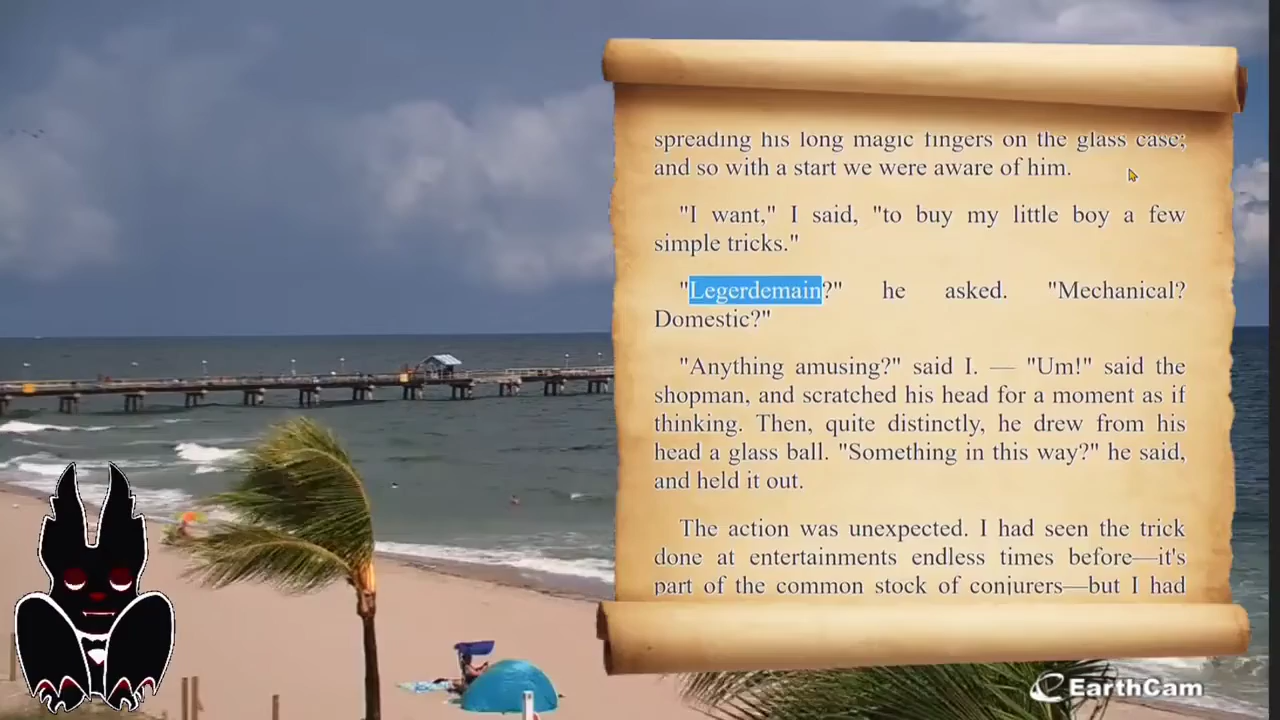 spreading his long magic fingers on the glass case;
and so with a start we were aware of him.
"I want," I said, "to buy my little boy a few
simple tricks."
"Legerdemain?" he asked. "Mechanical?
Domestic?"
"Anything amusing?" said I. — "Um!" said the
shopman, and scratched his head for a moment as if
thinking. Then, quite distinctly, he drew from his
head a glass ball. "Something in this way?" he said,
and held it out.
The action was unexpected. I had seen the trick
done at entertainments endless times before—it's
part of the common stock of conjurers—but I had
EarthCam